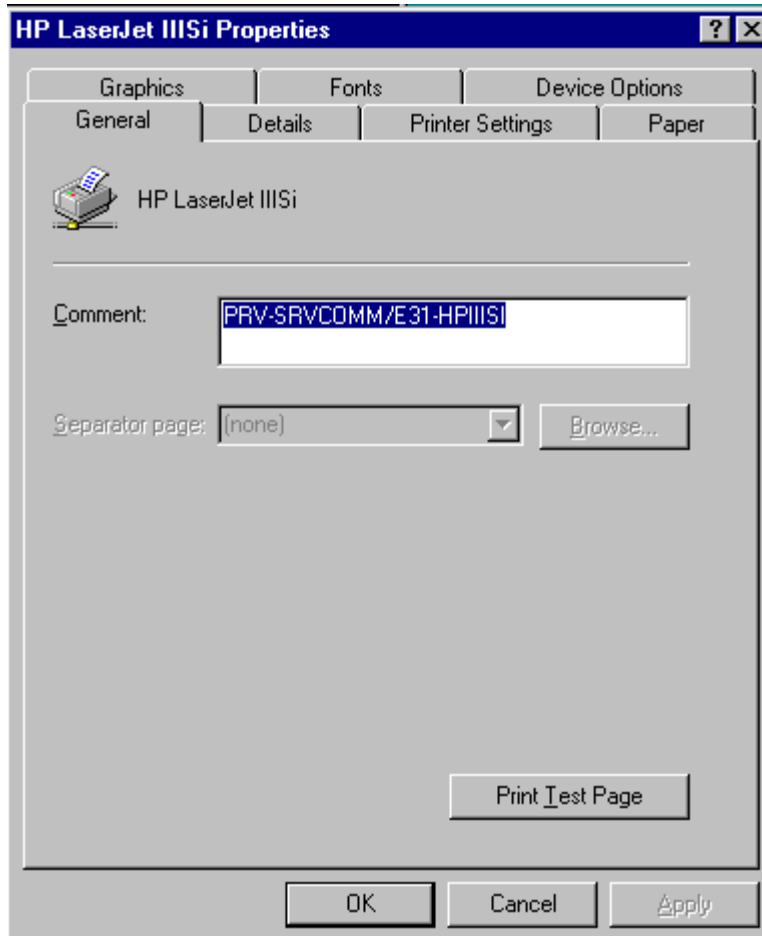 HP LaserJet IIISi Properties
Graphics Fonts Device Options
General Details Printer Settings Paper
HP LaserJet IIISi
Comment: PRV-SRVCOMM/E31-HPIIISI
Separator page: (none) Browse...
Print Test Page
OK Cancel Apply